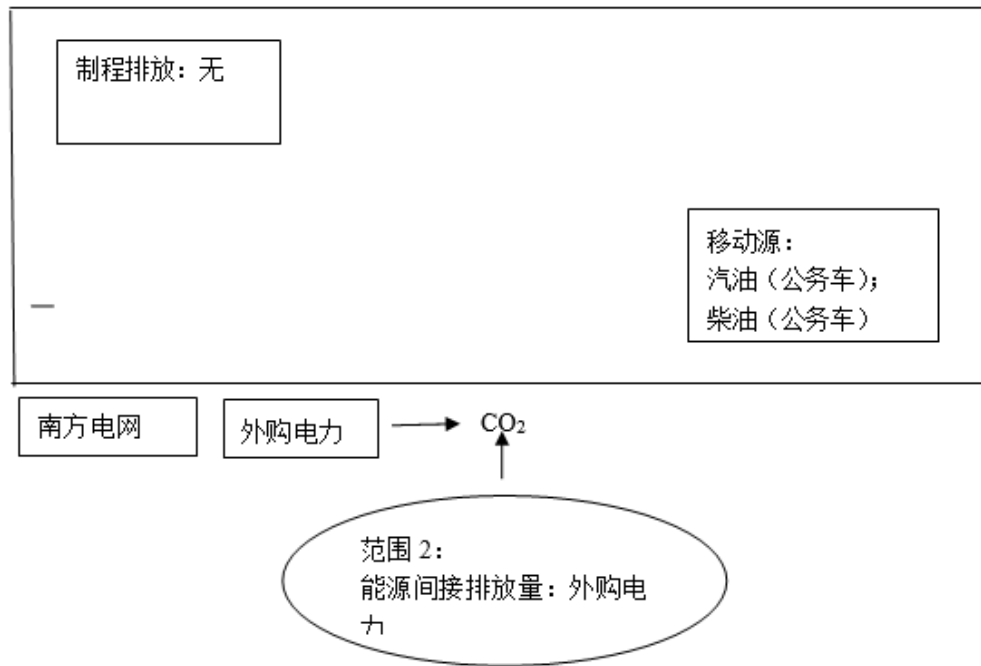 制程排放：无
移动源：
汽油（公务车）；
柴油（公务车）
南方电网
外购电力
CO₂
范围 2：
能源间接排放量：外购电
力